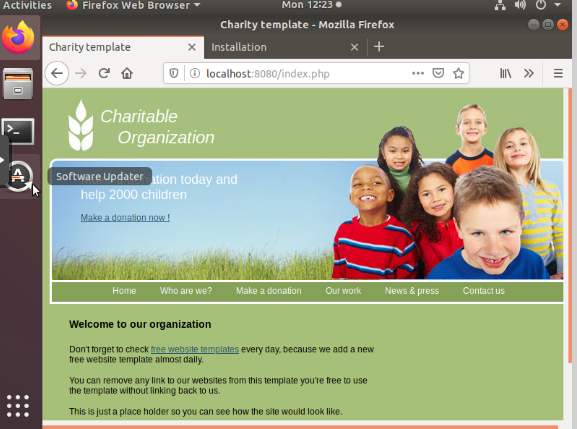 Activities
Firefox Web Browser
Mon 12:23
Charity template - Mozilla Firefox
Charity template
Installation
localhost:8080/index.php
Charitable
Organization
Software Updater
ation today and
help 2000 children
Make a donation now !
Home Who are we? Make a donation Our work News & press Contact us
Welcome to our organization
Don't forget to check free website templates every day, because we add a new
free website template almost daily.
You can remove any link to our websites from this template you're free to use
the template without linking back to us.
This is just a place holder so you can see how the site would look like.